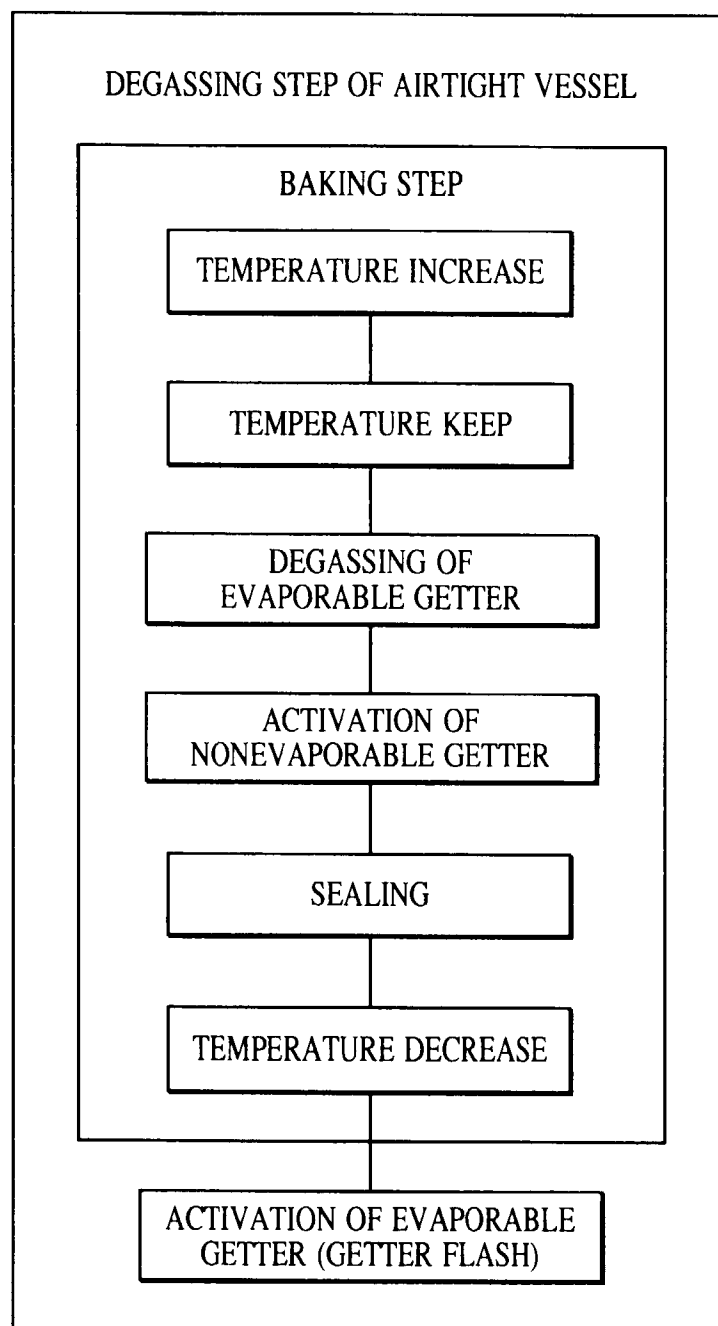 DEGASSING STEP OF AIRTIGHT VESSEL
BAKING STEP
TEMPERATURE INCREASE
TEMPERATURE KEEP
DEGASSING OF
EVAPORABLE GETTER
ACTIVATION OF
NONEVAPORABLE GETTER
SEALING
TEMPERATURE DECREASE
ACTIVATION OF EVAPORABLE
GETTER (GETTER FLASH)